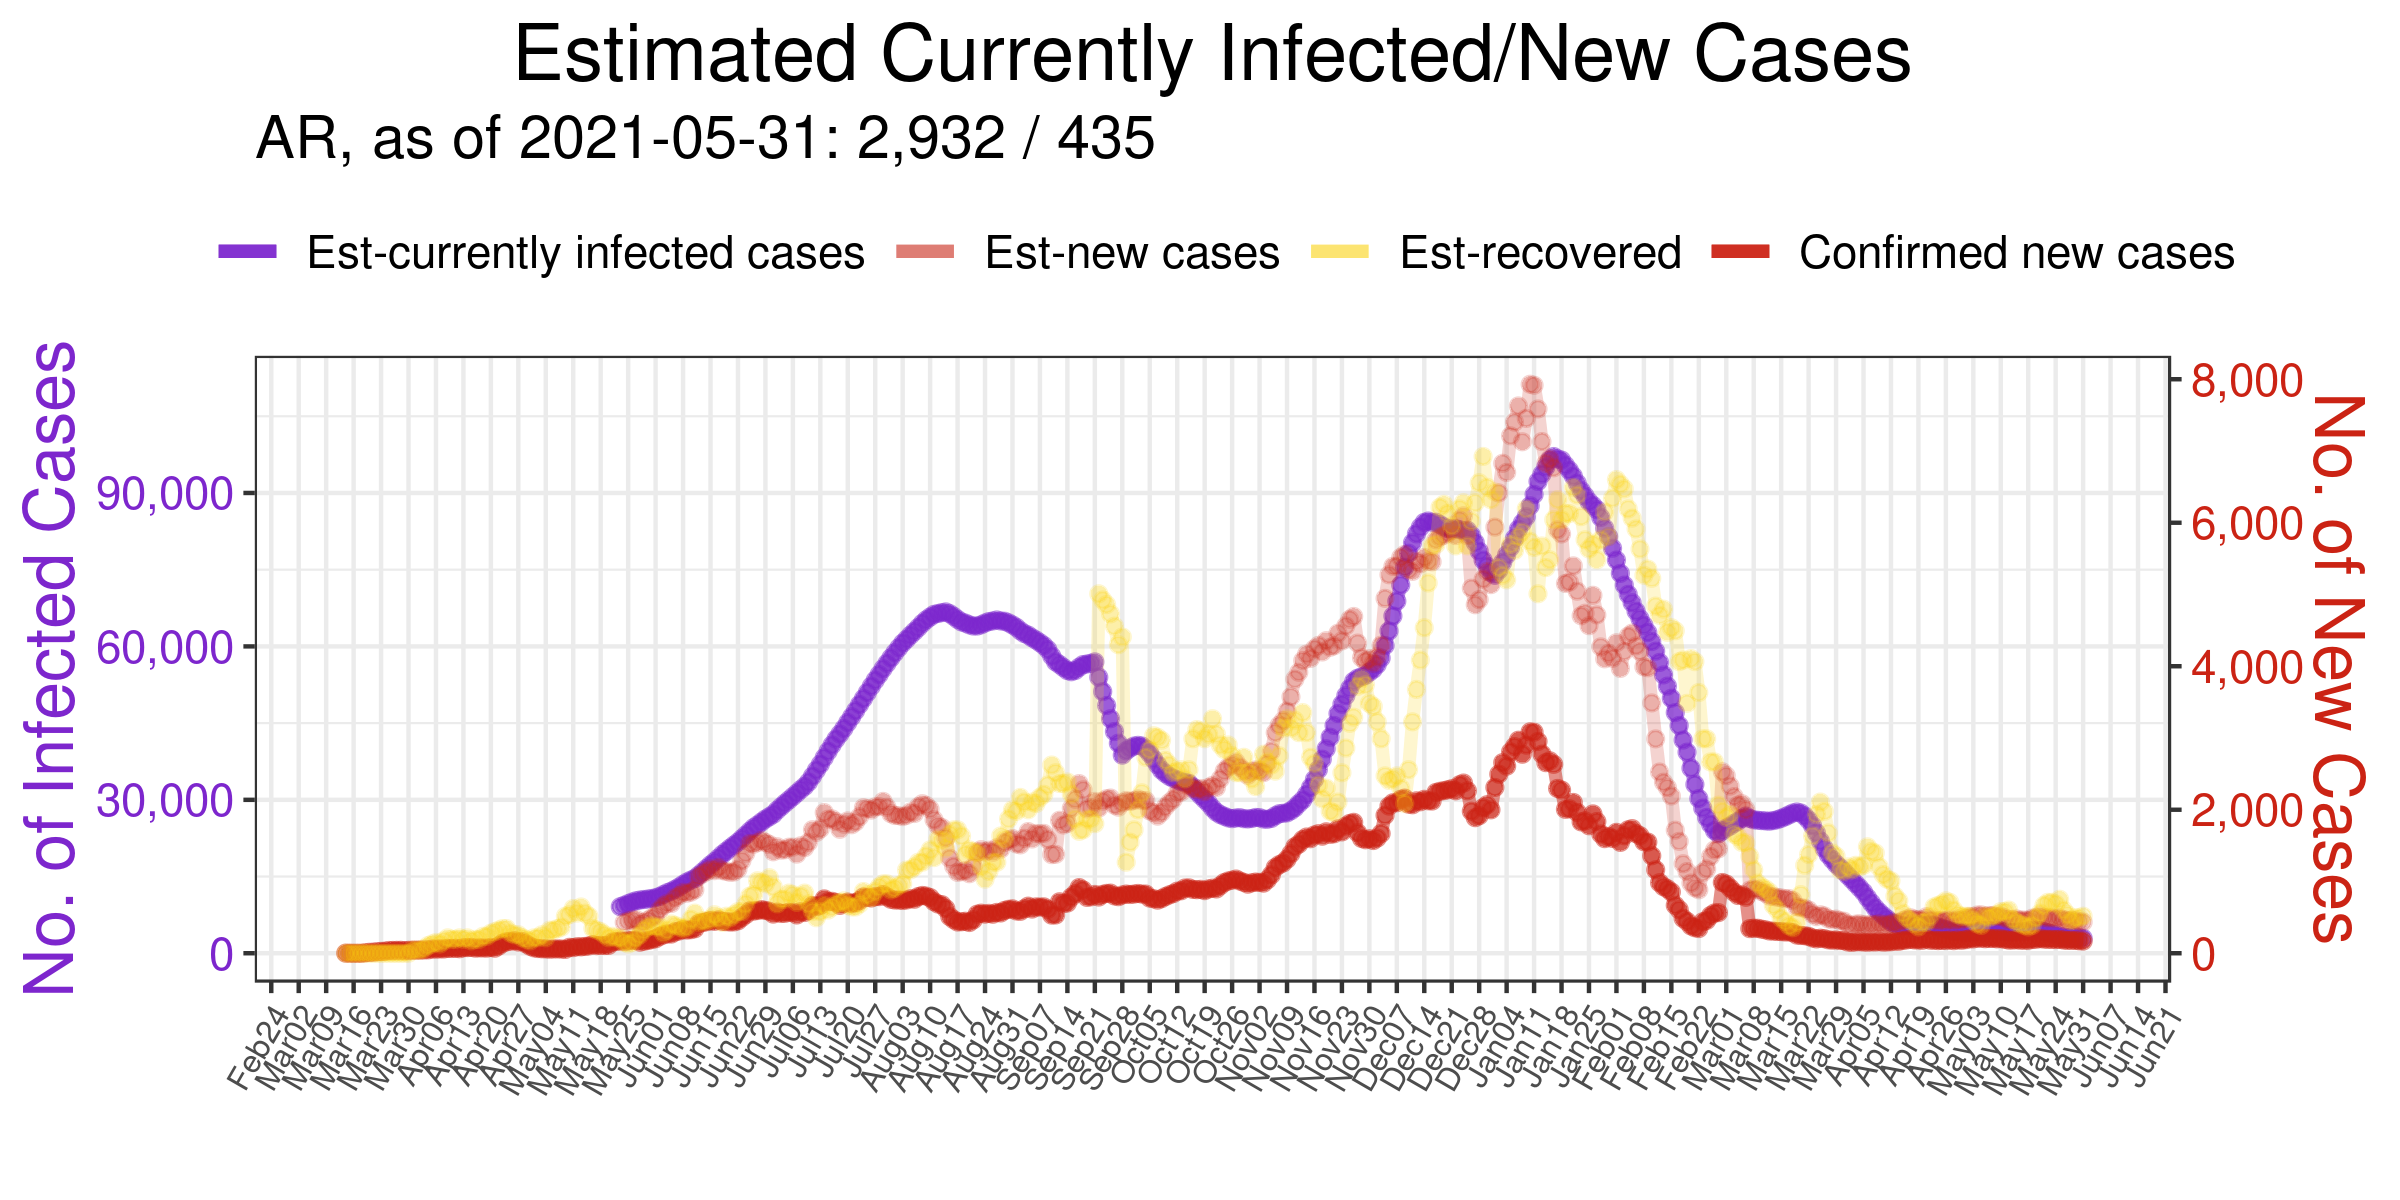 Estimated Currently Infected/New Cases
AR, as of 2021-05-31: 2,932 / 435
Est-currently infected cases
Est-new cases
Est-recovered
Confirmed new cases
No. of Infected Cases
90,000
60,000
30,000
0
8,000
6,000
4,000
2,000
0
No. of New Cases
Feb24
Mar02
Mar09
Mar16
Mar23
Mar30
Apr06
Apr13
Apr20
Apr27
May04
May11
May18
May25
Jun01
Jun08
Jun15
Jun22
Jun29
Jul06
Jul13
Jul20
Jul27
Aug03
Aug10
Aug17
Aug24
Aug31
Sep07
Sep14
Sep21
Sep28
Oct05
Oct12
Oct19
Oct26
Nov02
Nov09
Nov16
Nov23
Nov30
Dec07
Dec14
Dec21
Dec28
Jan04
Jan11
Jan18
Jan25
Feb01
Feb08
Feb15
Feb22
Mar01
Mar08
Mar15
Mar22
Mar29
Apr05
Apr12
Apr19
Apr26
May03
May10
May17
May24
May31
Jun07
Jun14
Jun21